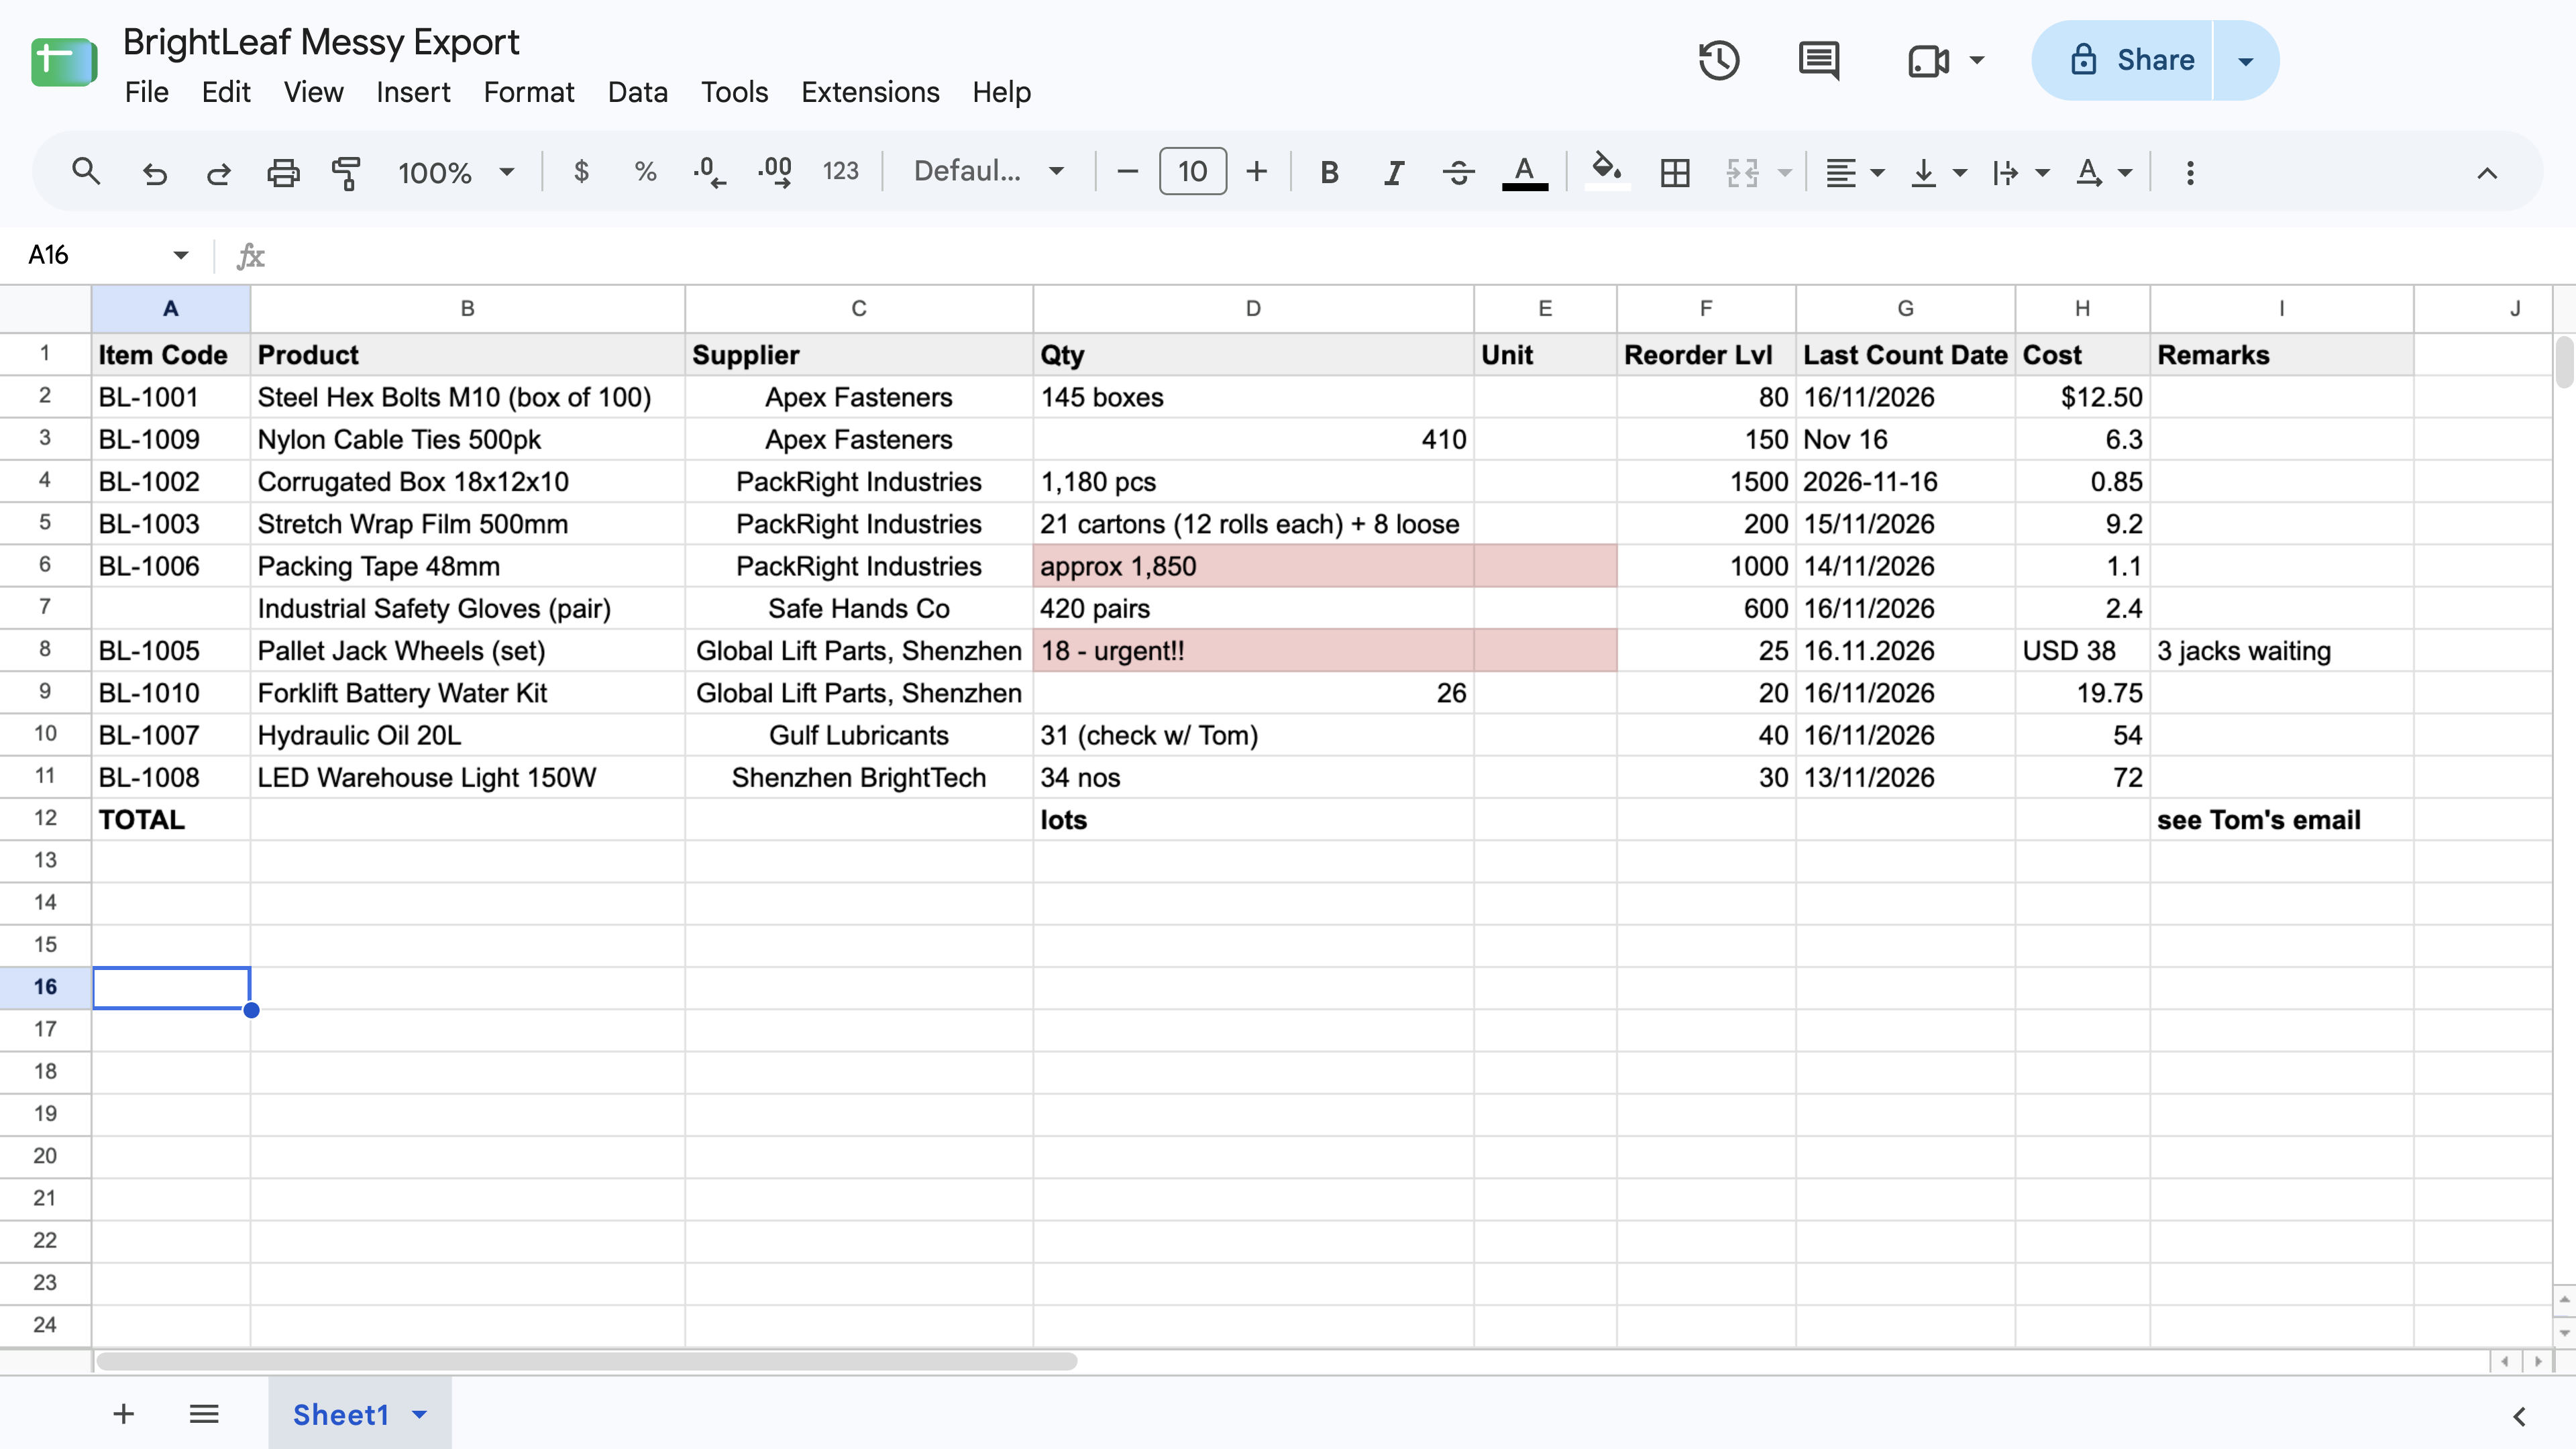 BrightLeaf Messy Export
File Edit View Insert Format Data Tools Extensions Help
Share
100% $ % .0 .00 123 Defaul... 10 B I A A
A16 fx
A B C D E F G H I J
1 Item Code Product Supplier Qty Unit Reorder Lvl Last Count Date Cost Remarks
2 BL-1001 Steel Hex Bolts M10 (box of 100) Apex Fasteners 145 boxes 80 16/11/2026 $12.50
3 BL-1009 Nylon Cable Ties 500pk Apex Fasteners 410 150 Nov 16 6.3
4 BL-1002 Corrugated Box 18x12x10 PackRight Industries 1,180 pcs 1500 2026-11-16 0.85
5 BL-1003 Stretch Wrap Film 500mm PackRight Industries 21 cartons (12 rolls each) + 8 loose 200 15/11/2026 9.2
6 BL-1006 Packing Tape 48mm PackRight Industries approx 1,850 1000 14/11/2026 1.1
7 Industrial Safety Gloves (pair) Safe Hands Co 420 pairs 600 16/11/2026 2.4
8 BL-1005 Pallet Jack Wheels (set) Global Lift Parts, Shenzhen 18 - urgent!! 25 16.11.2026 USD 38 3 jacks waiting
9 BL-1010 Forklift Battery Water Kit Global Lift Parts, Shenzhen 26 20 16/11/2026 19.75
10 BL-1007 Hydraulic Oil 20L Gulf Lubricants 31 (check w/ Tom) 40 16/11/2026 54
11 BL-1008 LED Warehouse Light 150W Shenzhen BrightTech 34 nos 30 13/11/2026 72
12 TOTAL lots see Tom's email
13
14
15
16
17
18
19
20
21
22
23
24
Sheet1